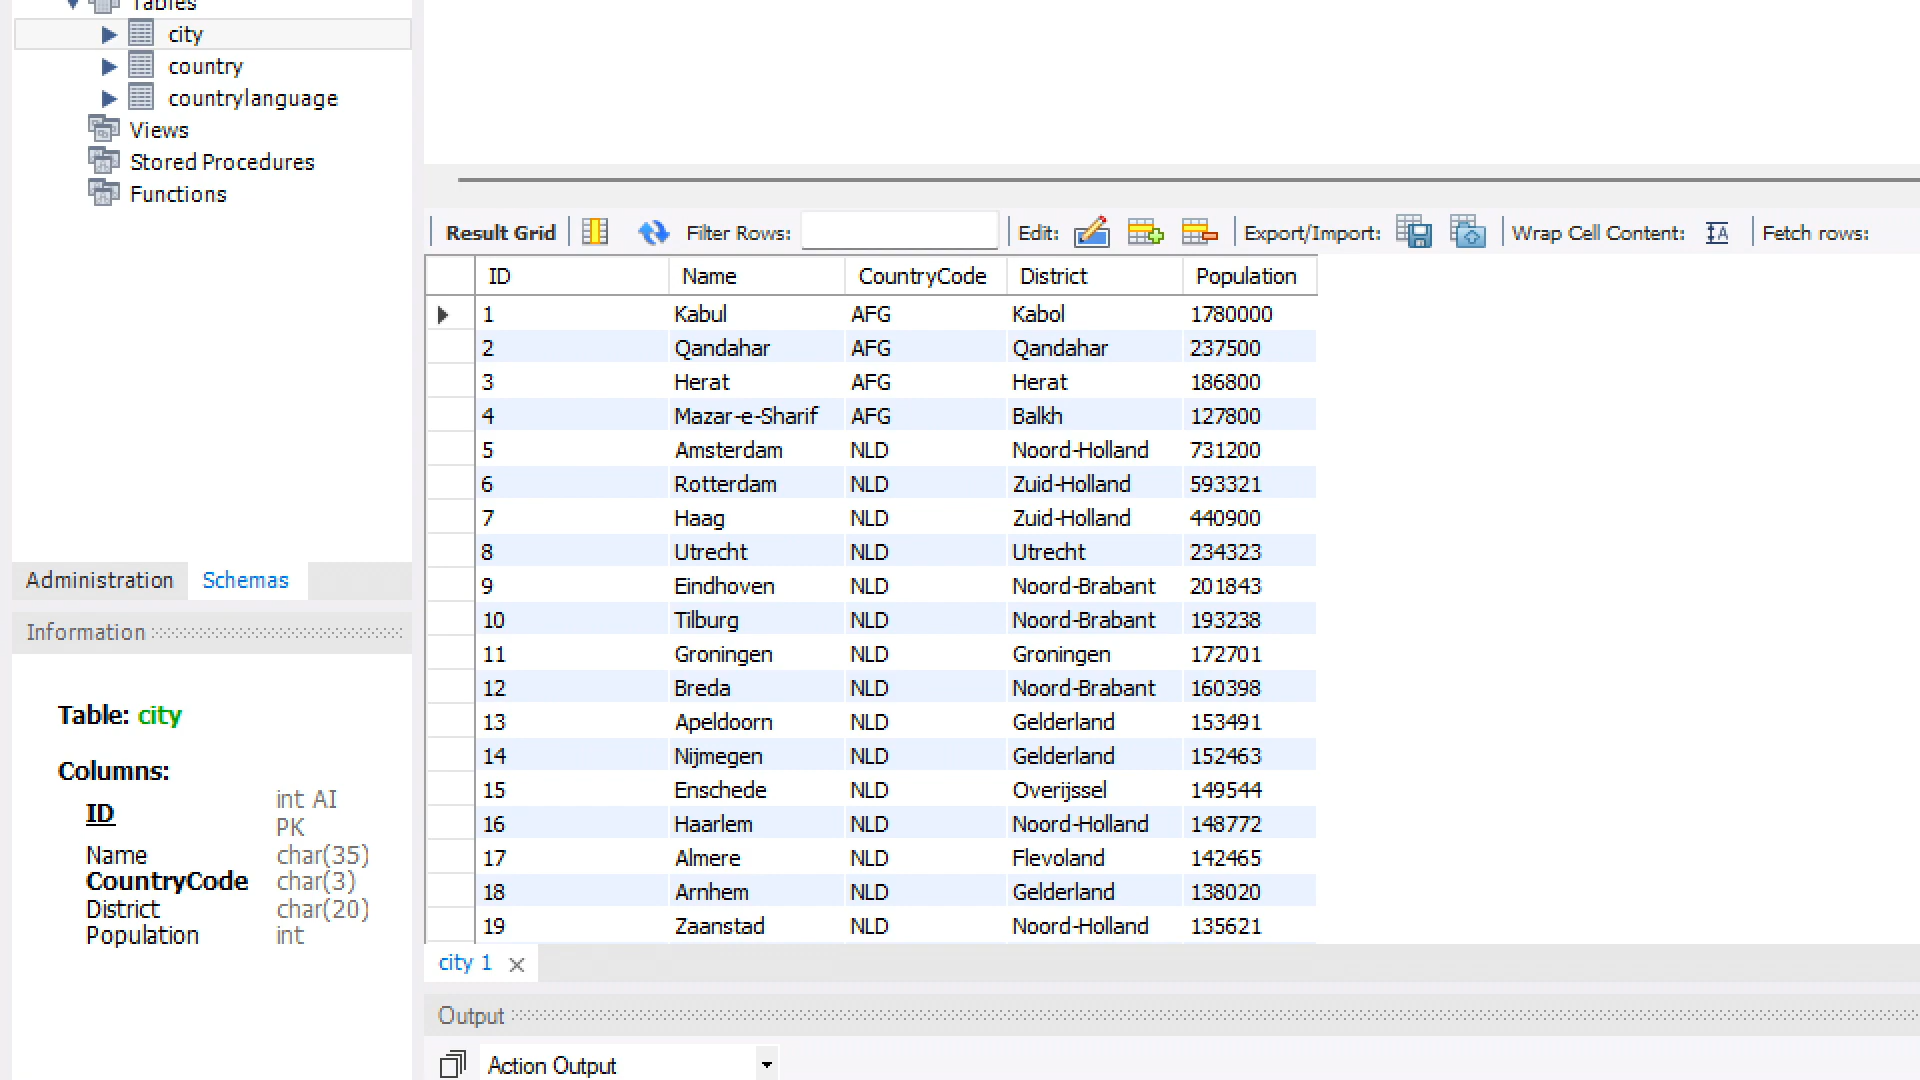 Tables
city
country
countrylanguage
Views
Stored Procedures
Functions
Administration Schemas
Information
Table: city
Columns:
ID int AI PK
Name char(35)
CountryCode char(3)
District char(20)
Population int
Result Grid Filter Rows: Edit: Export/Import: Wrap Cell Content: Fetch rows:
ID Name CountryCode District Population
1 Kabul AFG Kabol 1780000
2 Qandahar AFG Qandahar 237500
3 Herat AFG Herat 186800
4 Mazar-e-Sharif AFG Balkh 127800
5 Amsterdam NLD Noord-Holland 731200
6 Rotterdam NLD Zuid-Holland 593321
7 Haag NLD Zuid-Holland 440900
8 Utrecht NLD Utrecht 234323
9 Eindhoven NLD Noord-Brabant 201843
10 Tilburg NLD Noord-Brabant 193238
11 Groningen NLD Groningen 172701
12 Breda NLD Noord-Brabant 160398
13 Apeldoorn NLD Gelderland 153491
14 Nijmegen NLD Gelderland 152463
15 Enschede NLD Overijssel 149544
16 Haarlem NLD Noord-Holland 148772
17 Almere NLD Flevoland 142465
18 Arnhem NLD Gelderland 138020
19 Zaanstad NLD Noord-Holland 135621
city 1
Output
Action Output